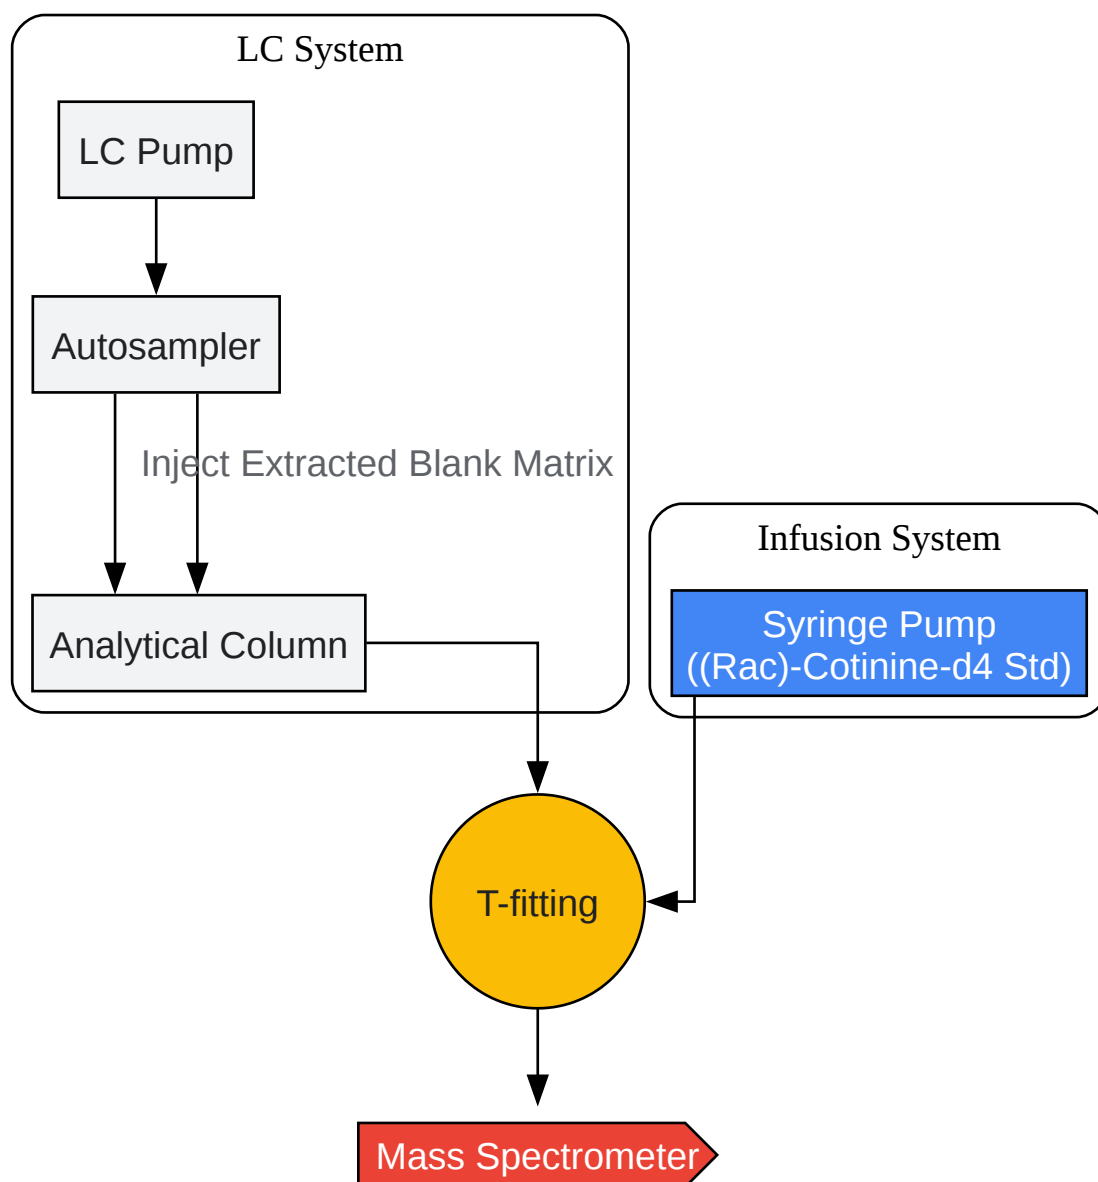 LC System
LC Pump
Autosampler
Inject Extracted Blank Matrix
Analytical Column
Infusion System
Syringe Pump
((Rac)-Cotinine-d4 Std)
T-fitting
Mass Spectrometer